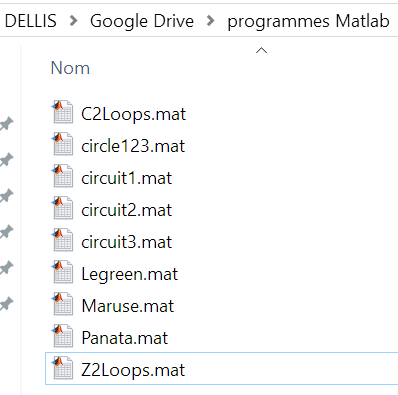 DELLIS > Google Drive > programmes Matlab
Nom
C2Loops.mat
circle123.mat
circuit1.mat
circuit2.mat
circuit3.mat
Legreen.mat
Maruse.mat
Panata.mat
Z2Loops.mat